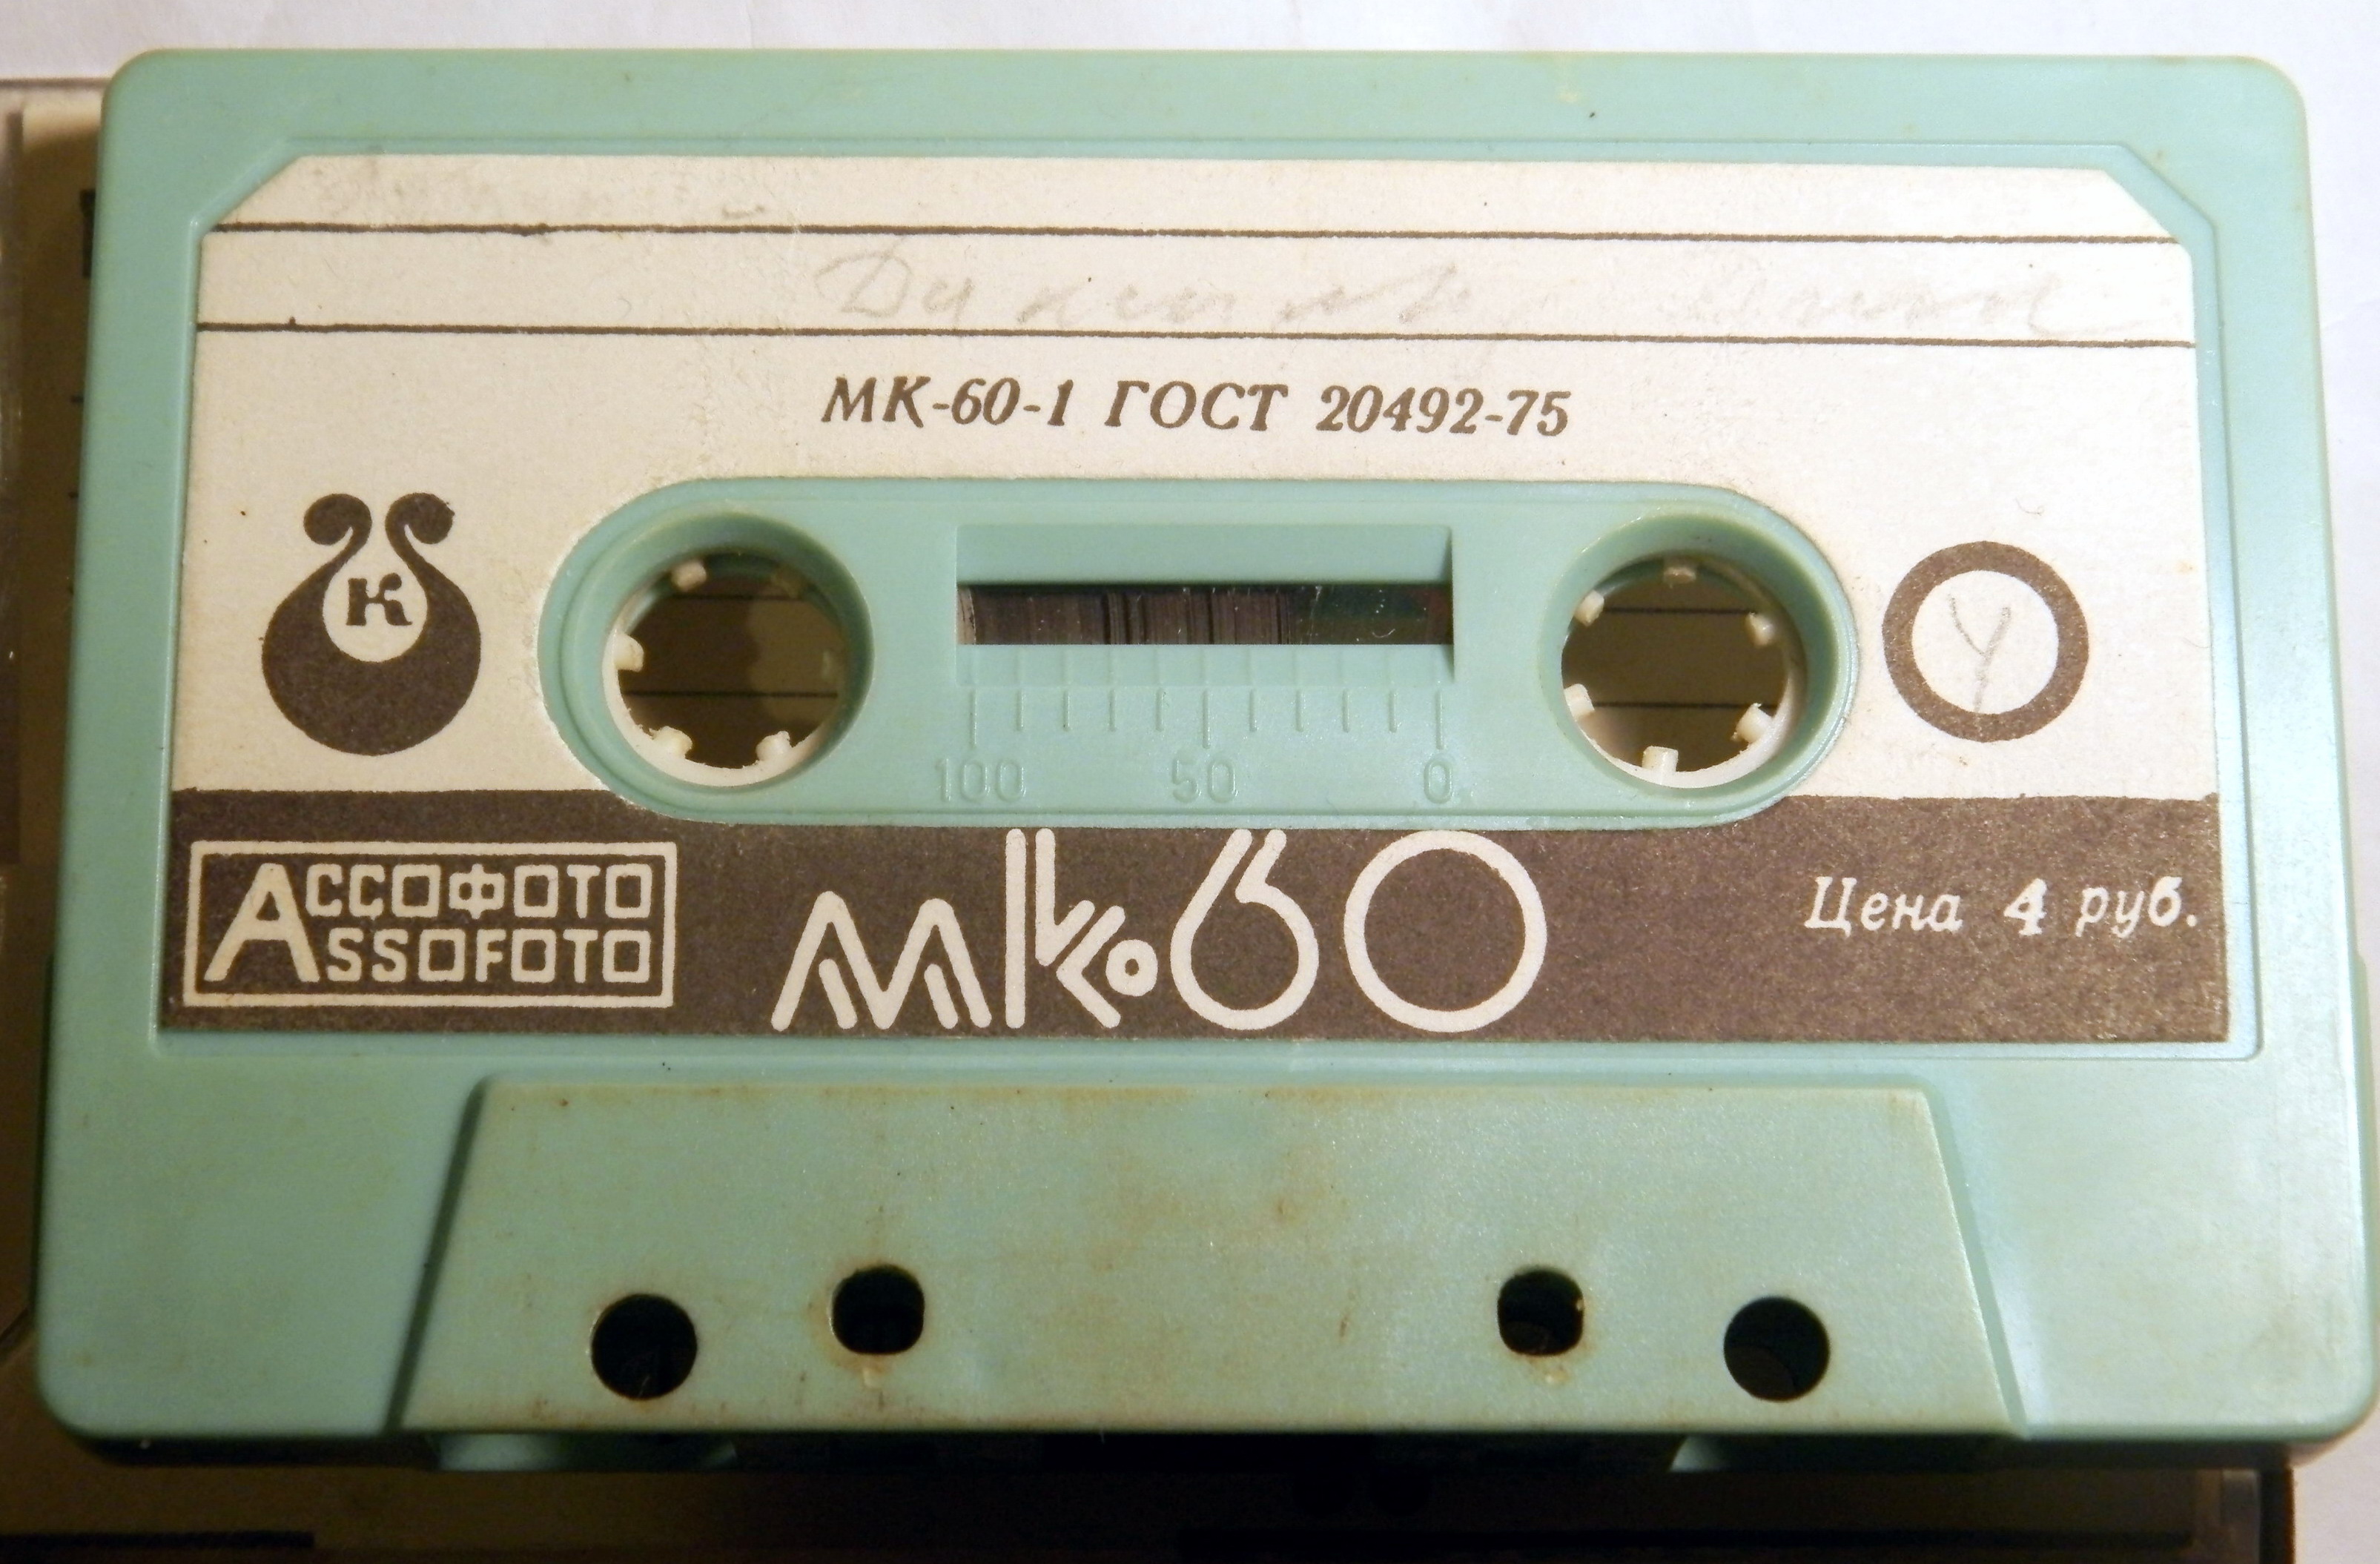 МК-60-1 ГОСТ 20492-75
К
У
100 50 0
АССОФОТО
ASSOFOTO
МК60
Цена 4 руб.